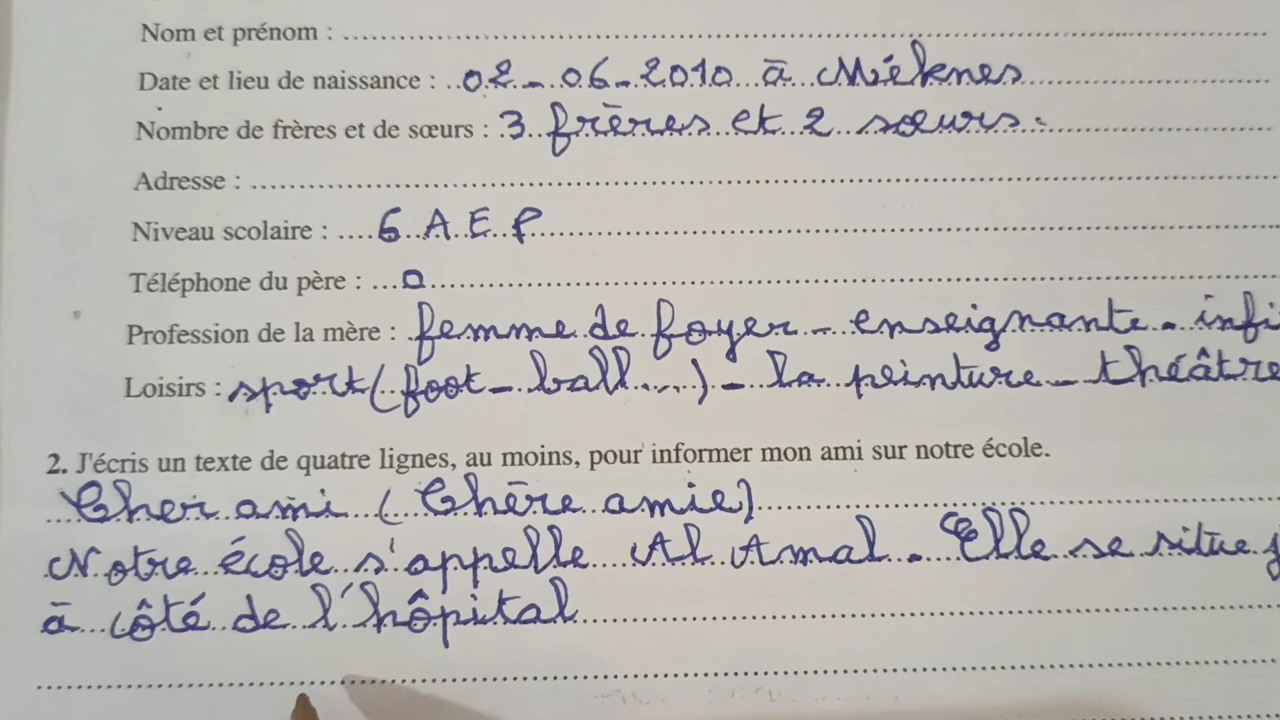 Nom et prénom :
Date et lieu de naissance : 02-06-2010 à Méknes
Nombre de frères et de sœurs : 3 frères et 2 sœurs.
Adresse :
Niveau scolaire : 6 A.E.P
Téléphone du père : 0
Profession de la mère : femme de foyer - enseignante - infi
Loisirs : sport (foot-ball....) - la peinture - théâtre
2. J'écris un texte de quatre lignes, au moins, pour informer mon ami sur notre école.
Cher ami (Chère amie)
Notre école s'appelle Al Amal. Elle se situe
à côté de l'hôpital